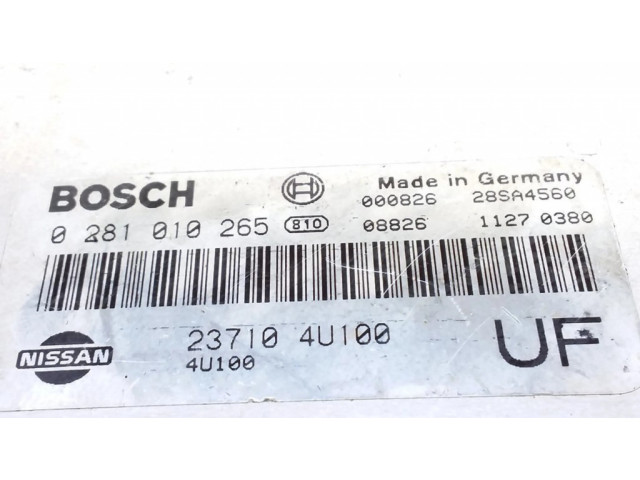 BOSCH Made in Germany
000826 28SA4560
0 281 010 265 810 08826 1127 0380
NISSAN 23710 4U100 UF
4U100